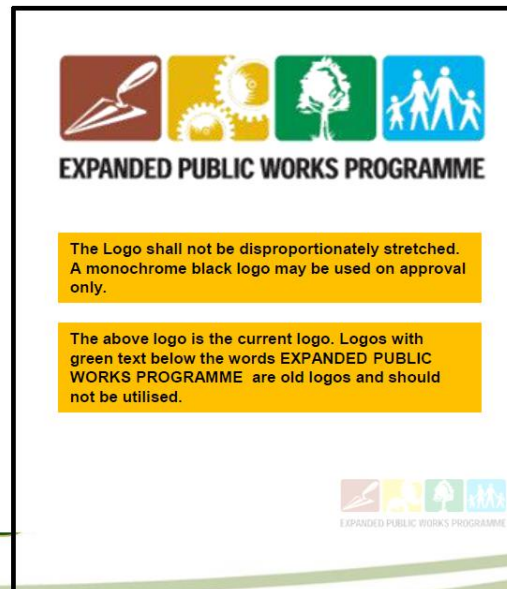 EXPANDED PUBLIC WORKS PROGRAMME
The Logo shall not be disproportionately stretched.
A monochrome black logo may be used on approval
only.
The above logo is the current logo. Logos with
green text below the words EXPANDED PUBLIC
WORKS PROGRAMME are old logos and should
not be utilised.
EXPANDED PUBLIC WORKS PROGRAMME